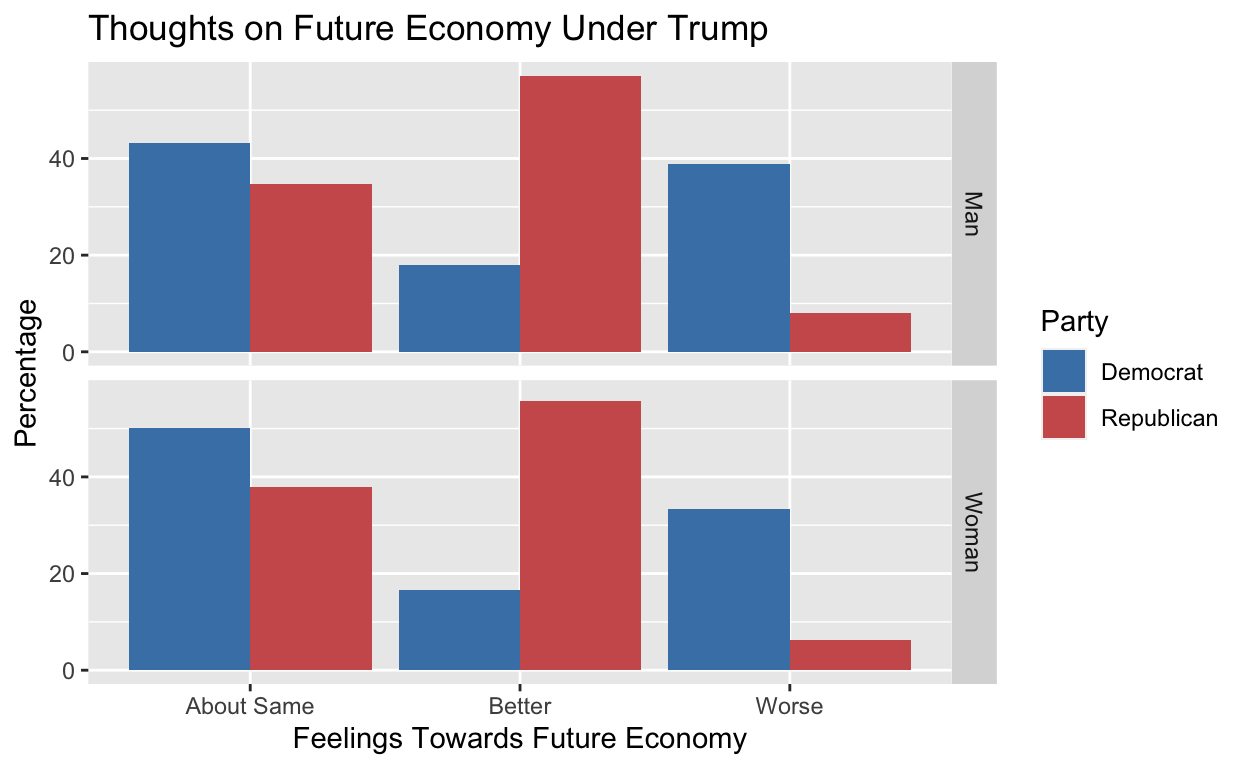 Thoughts on Future Economy Under Trump
Percentage
40
20
0
Man
40
20
0
Woman
About Same Better Worse
Feelings Towards Future Economy
Party
Democrat
Republican